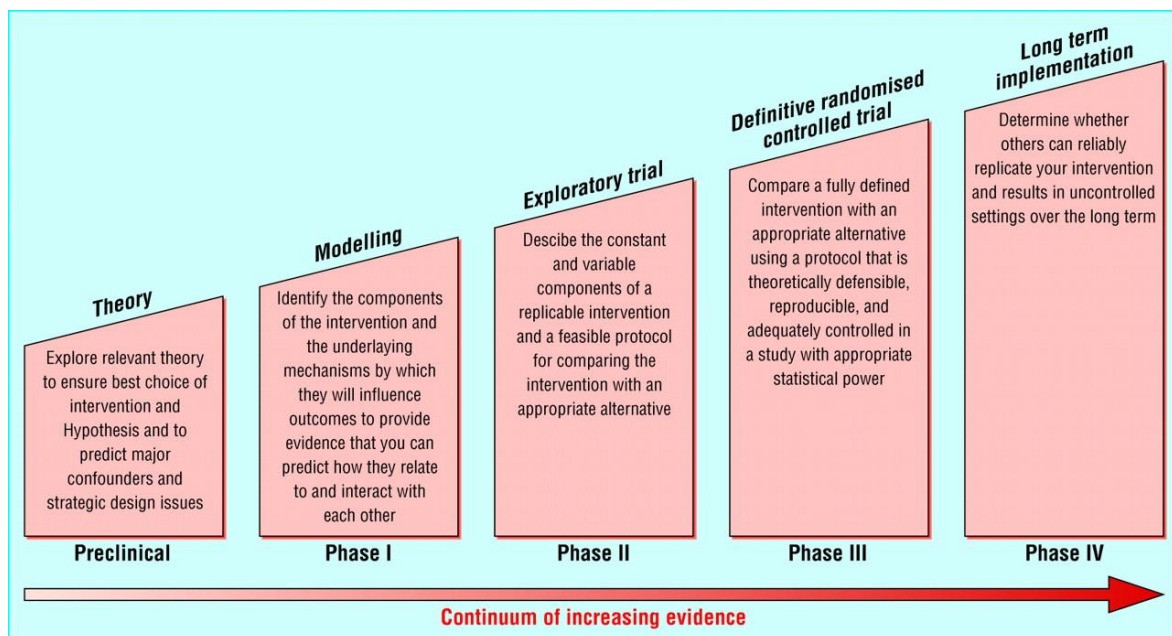 Theory
Explore relevant theory
to ensure best choice of
intervention and
Hypothesis and to
predict major
confounders and
strategic design issues
Preclinical
Modelling
Identify the components
of the intervention and
the underlaying
mechanisms by which
they will influence
outcomes to provide
evidence that you can
predict how they relate
to and interact with
each other
Phase I
Exploratory trial
Descibe the constant
and variable
components of a
replicable intervention
and a feasible protocol
for comparing the
intervention with an
appropriate alternative
Phase II
Definitive randomised
controlled trial
Compare a fully defined
intervention with an
appropriate alternative
using a protocol that is
theoretically defensible,
reproducible, and
adequately controlled in
a study with appropriate
statistical power
Phase III
Long term
implementation
Determine whether
others can reliably
replicate your intervention
and results in uncontrolled
settings over the long term
Phase IV
Continuum of increasing evidence